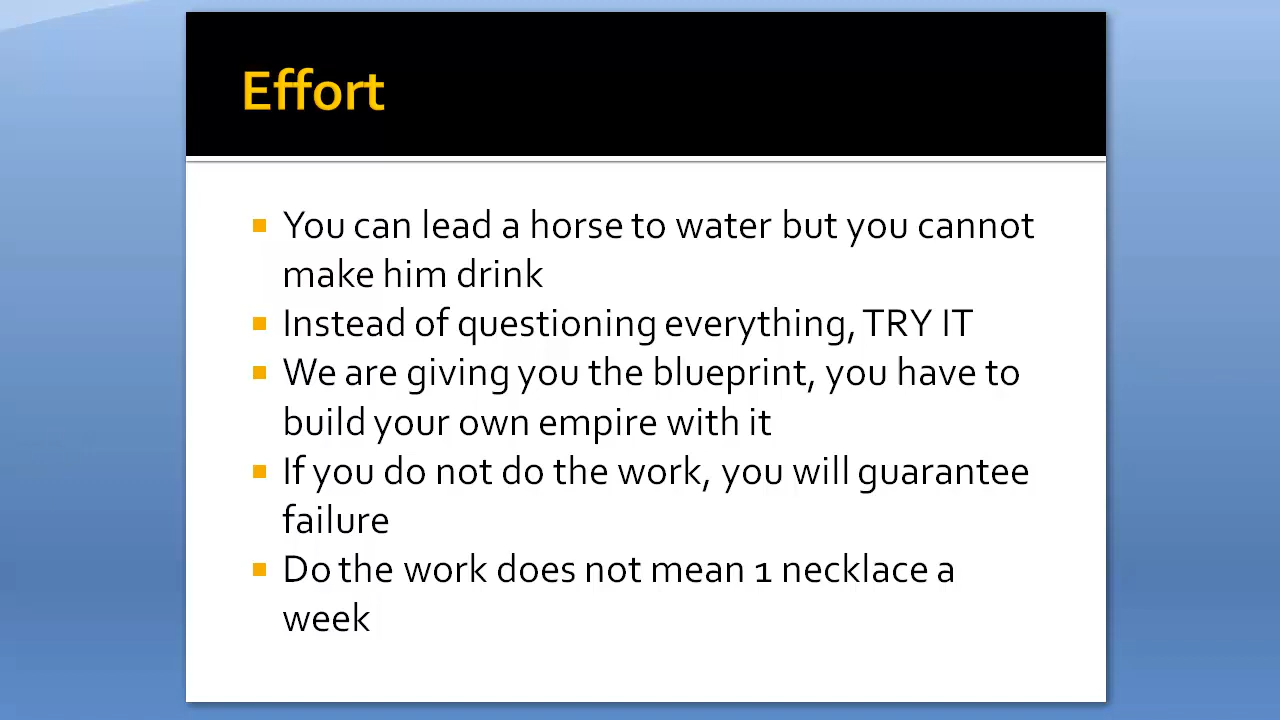 Effort
You can lead a horse to water but you cannot
make him drink
Instead of questioning everything, TRY IT
We are giving you the blueprint, you have to
build your own empire with it
If you do not do the work, you will guarantee
failure
Do the work does not mean 1 necklace a
week